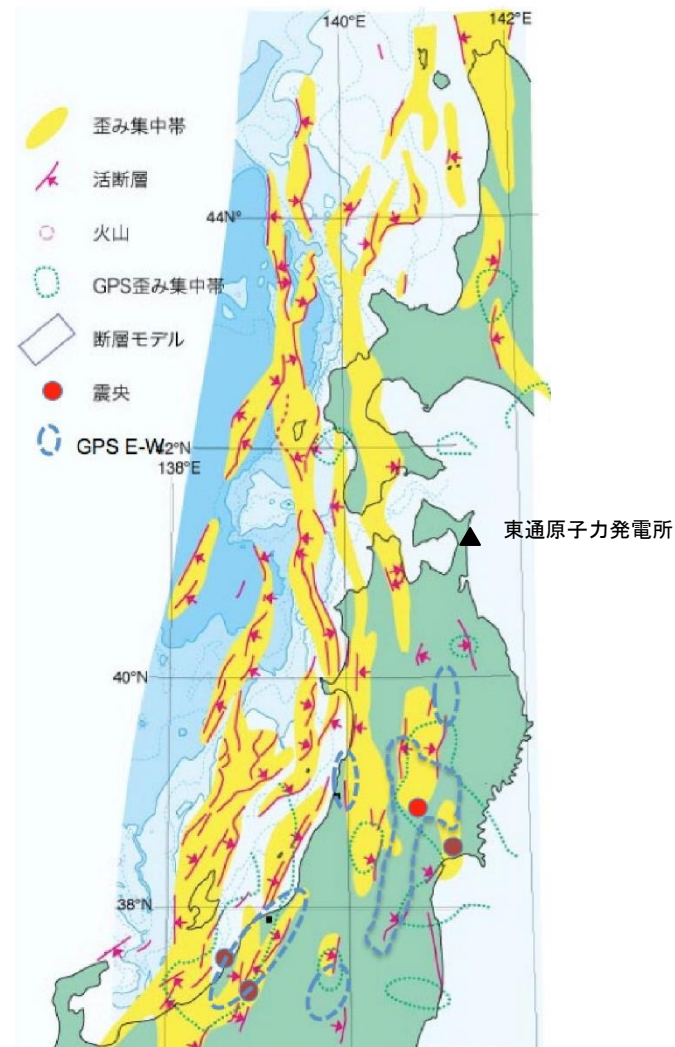 140°E
142°E
歪み集中帯
活断層
44N°
火山
GPS歪み集中帯
断層モデル
震央
GPS E-W
42°N
138°E
東通原子力発電所
40°N
38°N